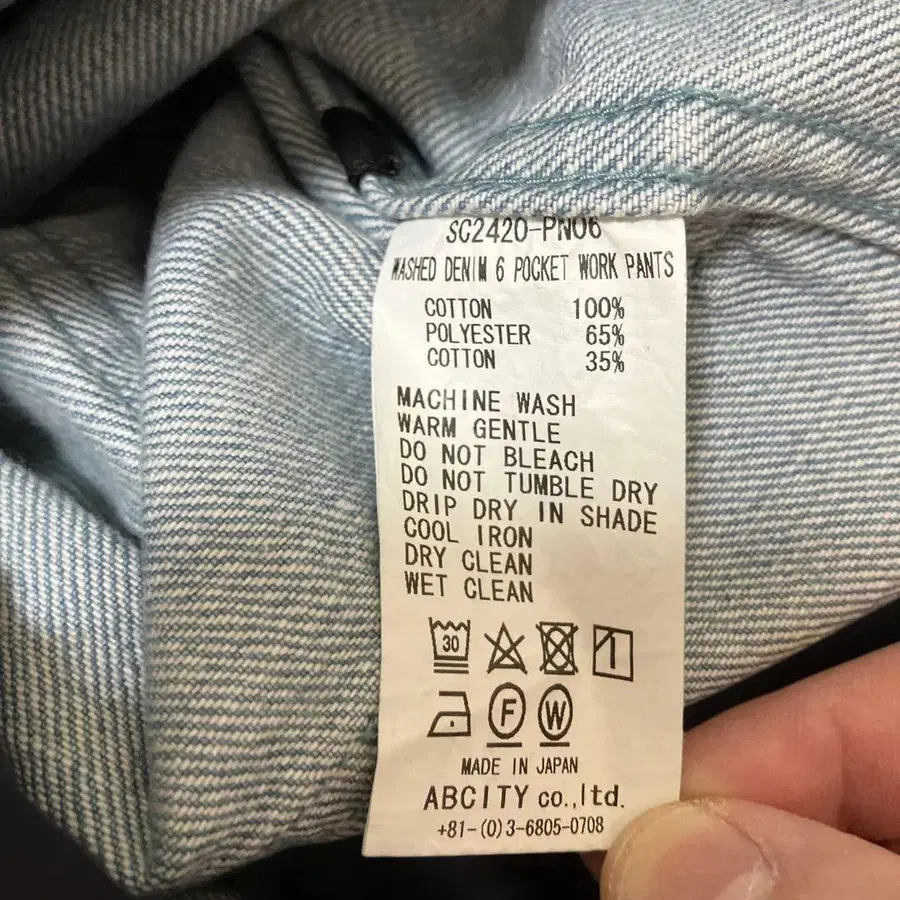 SC2420-PN06
WASHED DENIM 6 POCKET WORK PANTS
COTTON 100%
POLYESTER 65%
COTTON 35%
MACHINE WASH
WARM GENTLE
DO NOT BLEACH
DO NOT TUMBLE DRY
DRIP DRY IN SHADE
COOL IRON
DRY CLEAN
WET CLEAN
30
F W
MADE IN JAPAN
ABCITY co.,ltd.
+81-(0)3-6805-0708